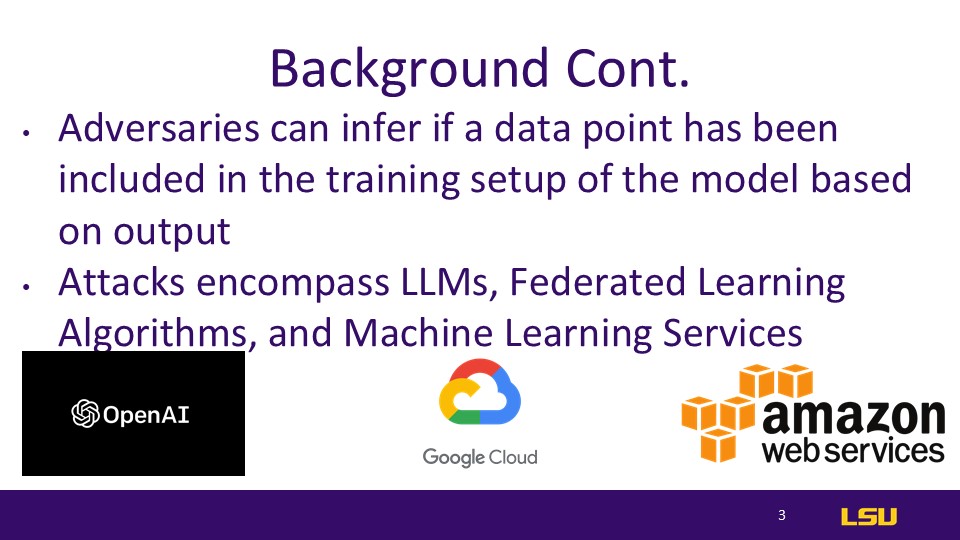 Background Cont.
• Adversaries can infer if a data point has been
included in the training setup of the model based
on output
• Attacks encompass LLMs, Federated Learning
Algorithms, and Machine Learning Services
OpenAI
Google Cloud
amazon
web services
3
LSU